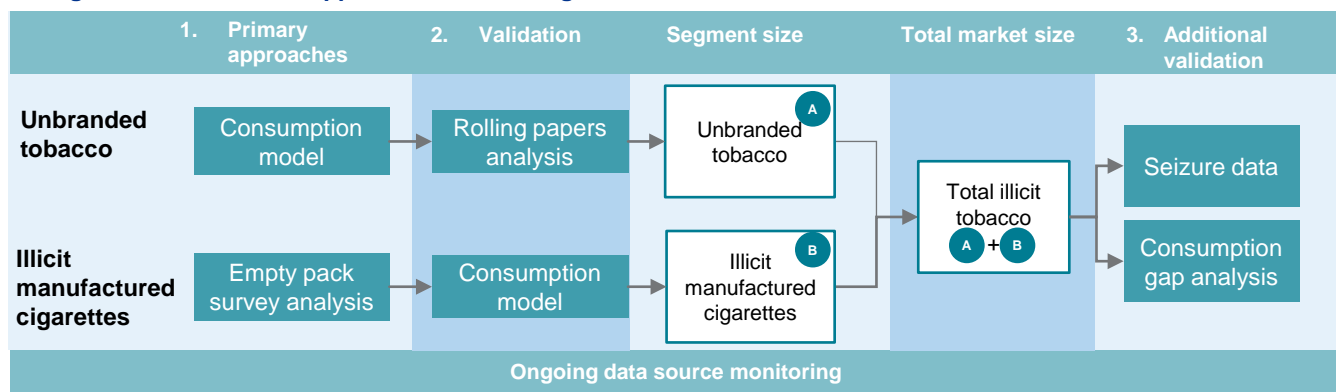 1. Primary approaches
2. Validation
Segment size
Total market size
3. Additional validation
Unbranded
tobacco
Consumption
model
Rolling papers
analysis
A
Unbranded
tobacco
Illicit
manufactured
cigarettes
Empty pack
survey analysis
Consumption
model
B
Illicit
manufactured
cigarettes
Total illicit
tobacco
A + B
Seizure data
Consumption
gap analysis
Ongoing data source monitoring